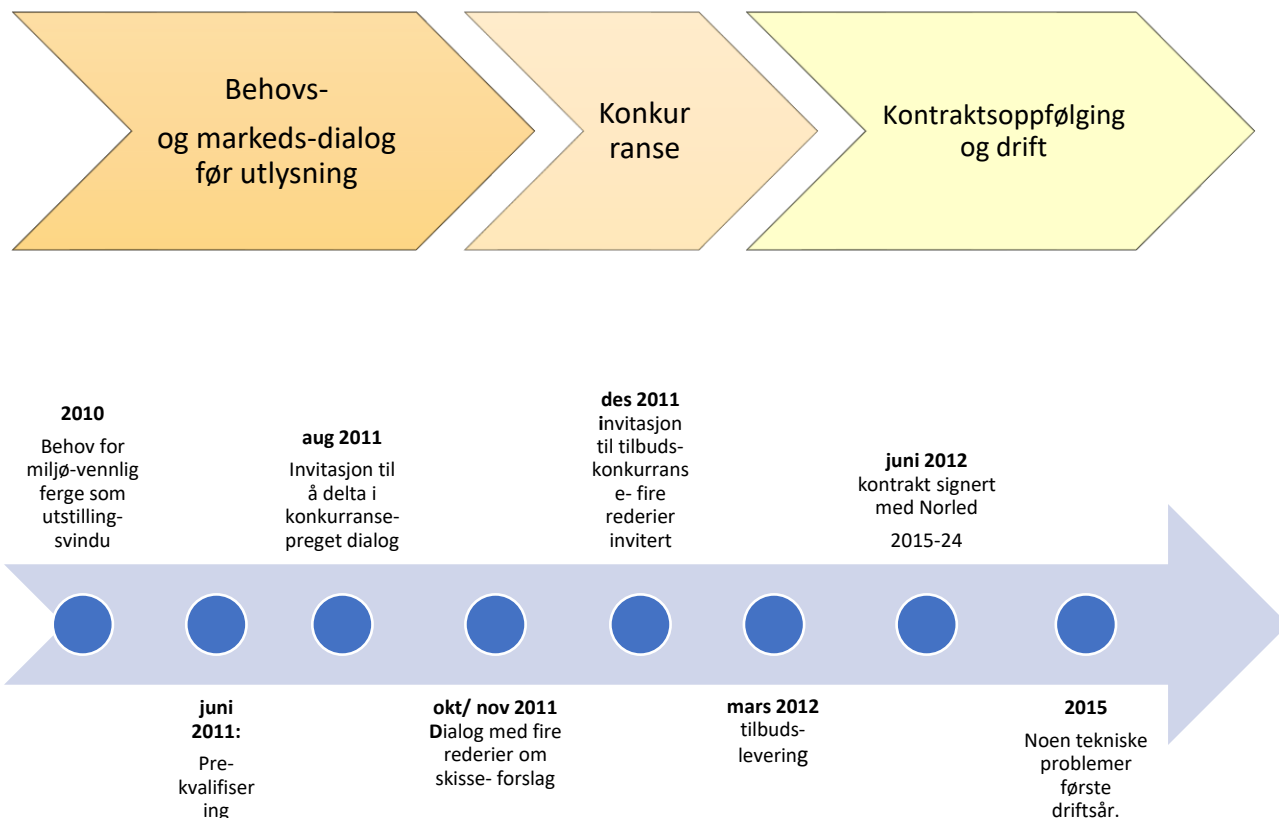 Behovs-
og markeds-dialog
før utlysning
Konkur
ranse
Kontraktsoppfølging
og drift
2010
Behov for
miljø-vennlig
ferge som
utstilling-
svindu
juni
2011:
Pre-
kvalifiser
ing
aug 2011
Invitasjon til
å delta i
konkurranse-
preget dialog
okt/ nov 2011
Dialog med fire
rederier om
skisse- forslag
des 2011
invitasjon
til tilbuds-
konkurrans
e- fire
rederier
invitert
mars 2012
tilbuds-
levering
juni 2012
kontrakt signert
med Norled
2015-24
2015
Noen tekniske
problemer
første
driftsår.